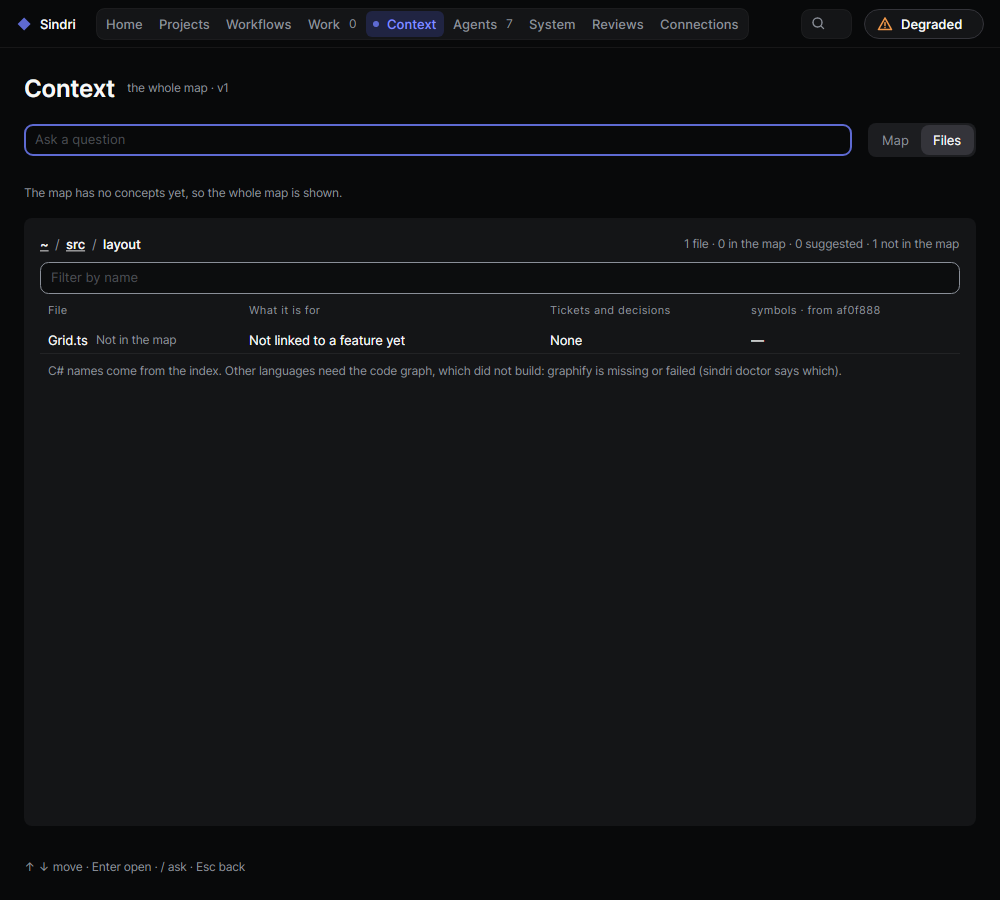 Sindri Home Projects Workflows Work 0 Context Agents 7 System Reviews Connections Degraded
Context the whole map · v1
Ask a question Map Files
The map has no concepts yet, so the whole map is shown.
~ / src / layout 1 file · 0 in the map · 0 suggested · 1 not in the map
Filter by name
File What it is for Tickets and decisions symbols · from af0f888
Grid.ts Not in the map Not linked to a feature yet None —
C# names come from the index. Other languages need the code graph, which did not build: graphify is missing or failed (sindri doctor says which).
↑ ↓ move · Enter open · / ask · Esc back